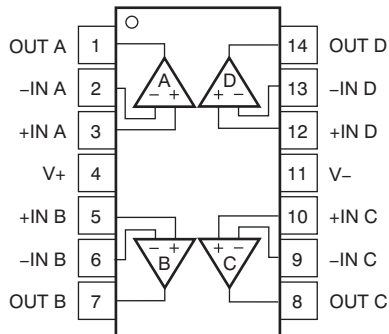 OUT A 1 14 OUT D
−IN A 2 A D 13 −IN D
− + + −
+IN A 3 12 +IN D
V+ 4 11 V−
+IN B 5 10 +IN C
− + + −
−IN B 6 B C 9 −IN C
OUT B 7 8 OUT C